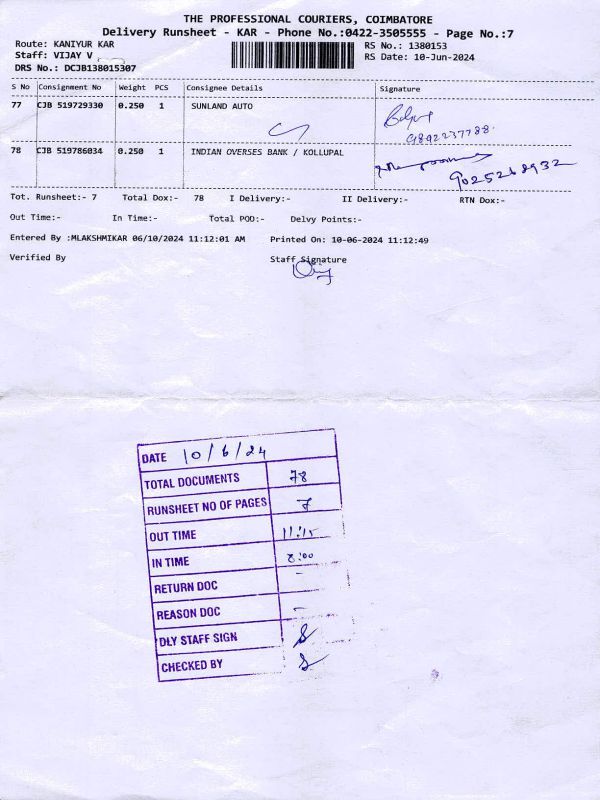 THE PROFESSIONAL COURIERS, COIMBATORE
Delivery Runsheet - KAR - Phone No.:0422-3505555 - Page No.:7
Route: KANIYUR KAR RS No.: 1380153
Staff: VIJAY V RS Date: 10-Jun-2024
DRS No.: DCJB138015307
S No Consignment No Weight PCS Consignee Details Signature
77 CJB 519729330 0.250 1 SUNLAND AUTO
9892237788
78 CJB 519786034 0.250 1 INDIAN OVERSES BANK / KOLLUPAL
9025268932
Tot. Runsheet:- 7 Total Dox:- 78 I Delivery:- II Delivery:- RTN Dox:-
Out Time:- In Time:- Total POD:- Delvy Points:-
Entered By :MLAKSHMIKAR 06/10/2024 11:12:01 AM Printed On: 10-06-2024 11:12:49
Verified By Staff Signature
DATE 10/6/24
TOTAL DOCUMENTS 78
RUNSHEET NO OF PAGES 7
OUT TIME 11:15
IN TIME 8:00
RETURN DOC -
REASON DOC -
DLY STAFF SIGN
CHECKED BY